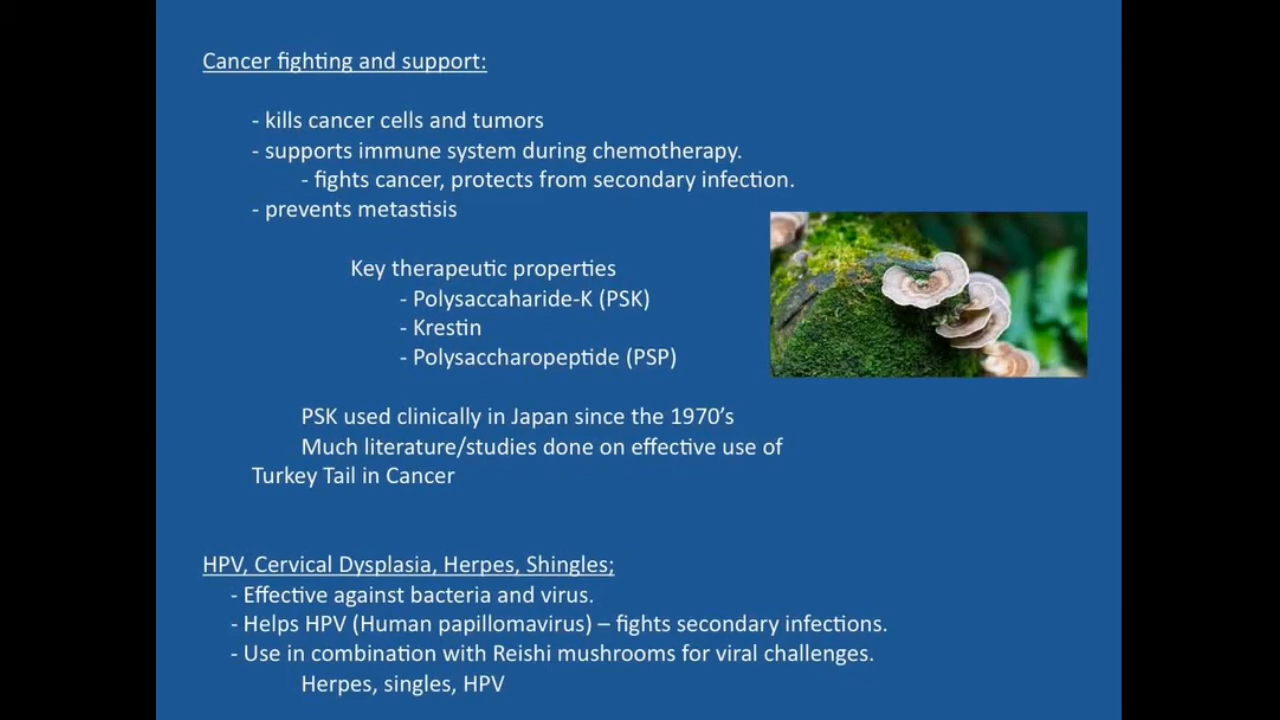 Cancer fighting and support:
- kills cancer cells and tumors
- supports immune system during chemotherapy.
- fights cancer, protects from secondary infection.
- prevents metastisis
Key therapeutic properties
- Polysaccaharide-K (PSK)
- Krestin
- Polysaccharopeptide (PSP)
PSK used clinically in Japan since the 1970’s
Much literature/studies done on effective use of
Turkey Tail in Cancer
HPV, Cervical Dysplasia, Herpes, Shingles;
- Effective against bacteria and virus.
- Helps HPV (Human papillomavirus) – fights secondary infections.
- Use in combination with Reishi mushrooms for viral challenges.
Herpes, singles, HPV